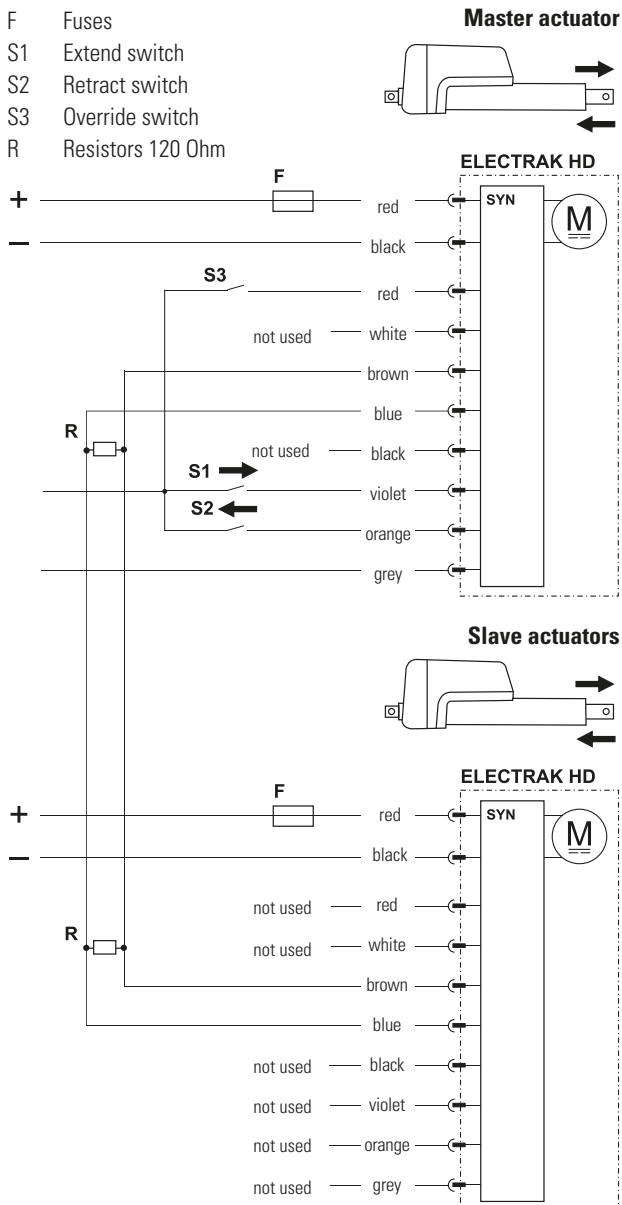 F Fuses
S1 Extend switch
S2 Retract switch
S3 Override switch
R Resistors 120 Ohm
Master actuator
ELECTRAK HD
F
+ red SYN M
– black
S3
red
not used white
brown
blue
R
not used black
S1 violet
S2
orange
grey
Slave actuators
ELECTRAK HD
F
+ red SYN M
– black
not used red
R
not used white
brown
blue
not used black
not used violet
not used orange
not used grey